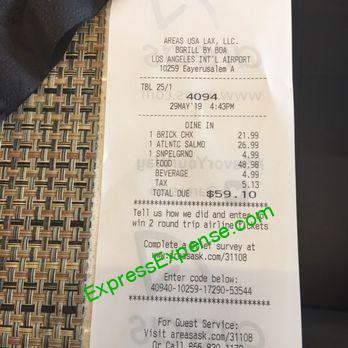 AREAS USA LAX, LLC.
BGRILL BY BOA
LOS ANGELES INT'L AIRPORT
10259 Eayerusalem A
TBL 25/1
4094
29MAY'19 4:43PM
DINE IN
1 BRICK CHX 21.99
1 ATLNTC SALMO 26.99
1 SNPELGRNO 4.99
FOOD 48.98
BEVERAGE 4.99
TAX 5.13
TOTAL DUE $59.10
*************************
Tell us how we did and enter to
win 2 round trip airline tickets
Complete a brief survey at
www.areasask.com/31108
Enter code below:
40940-10259-17290-53544
*************************
For Guest Service:
Visit areasask.com/31108
Or Call 866-830-1170
ExpressExpense.com